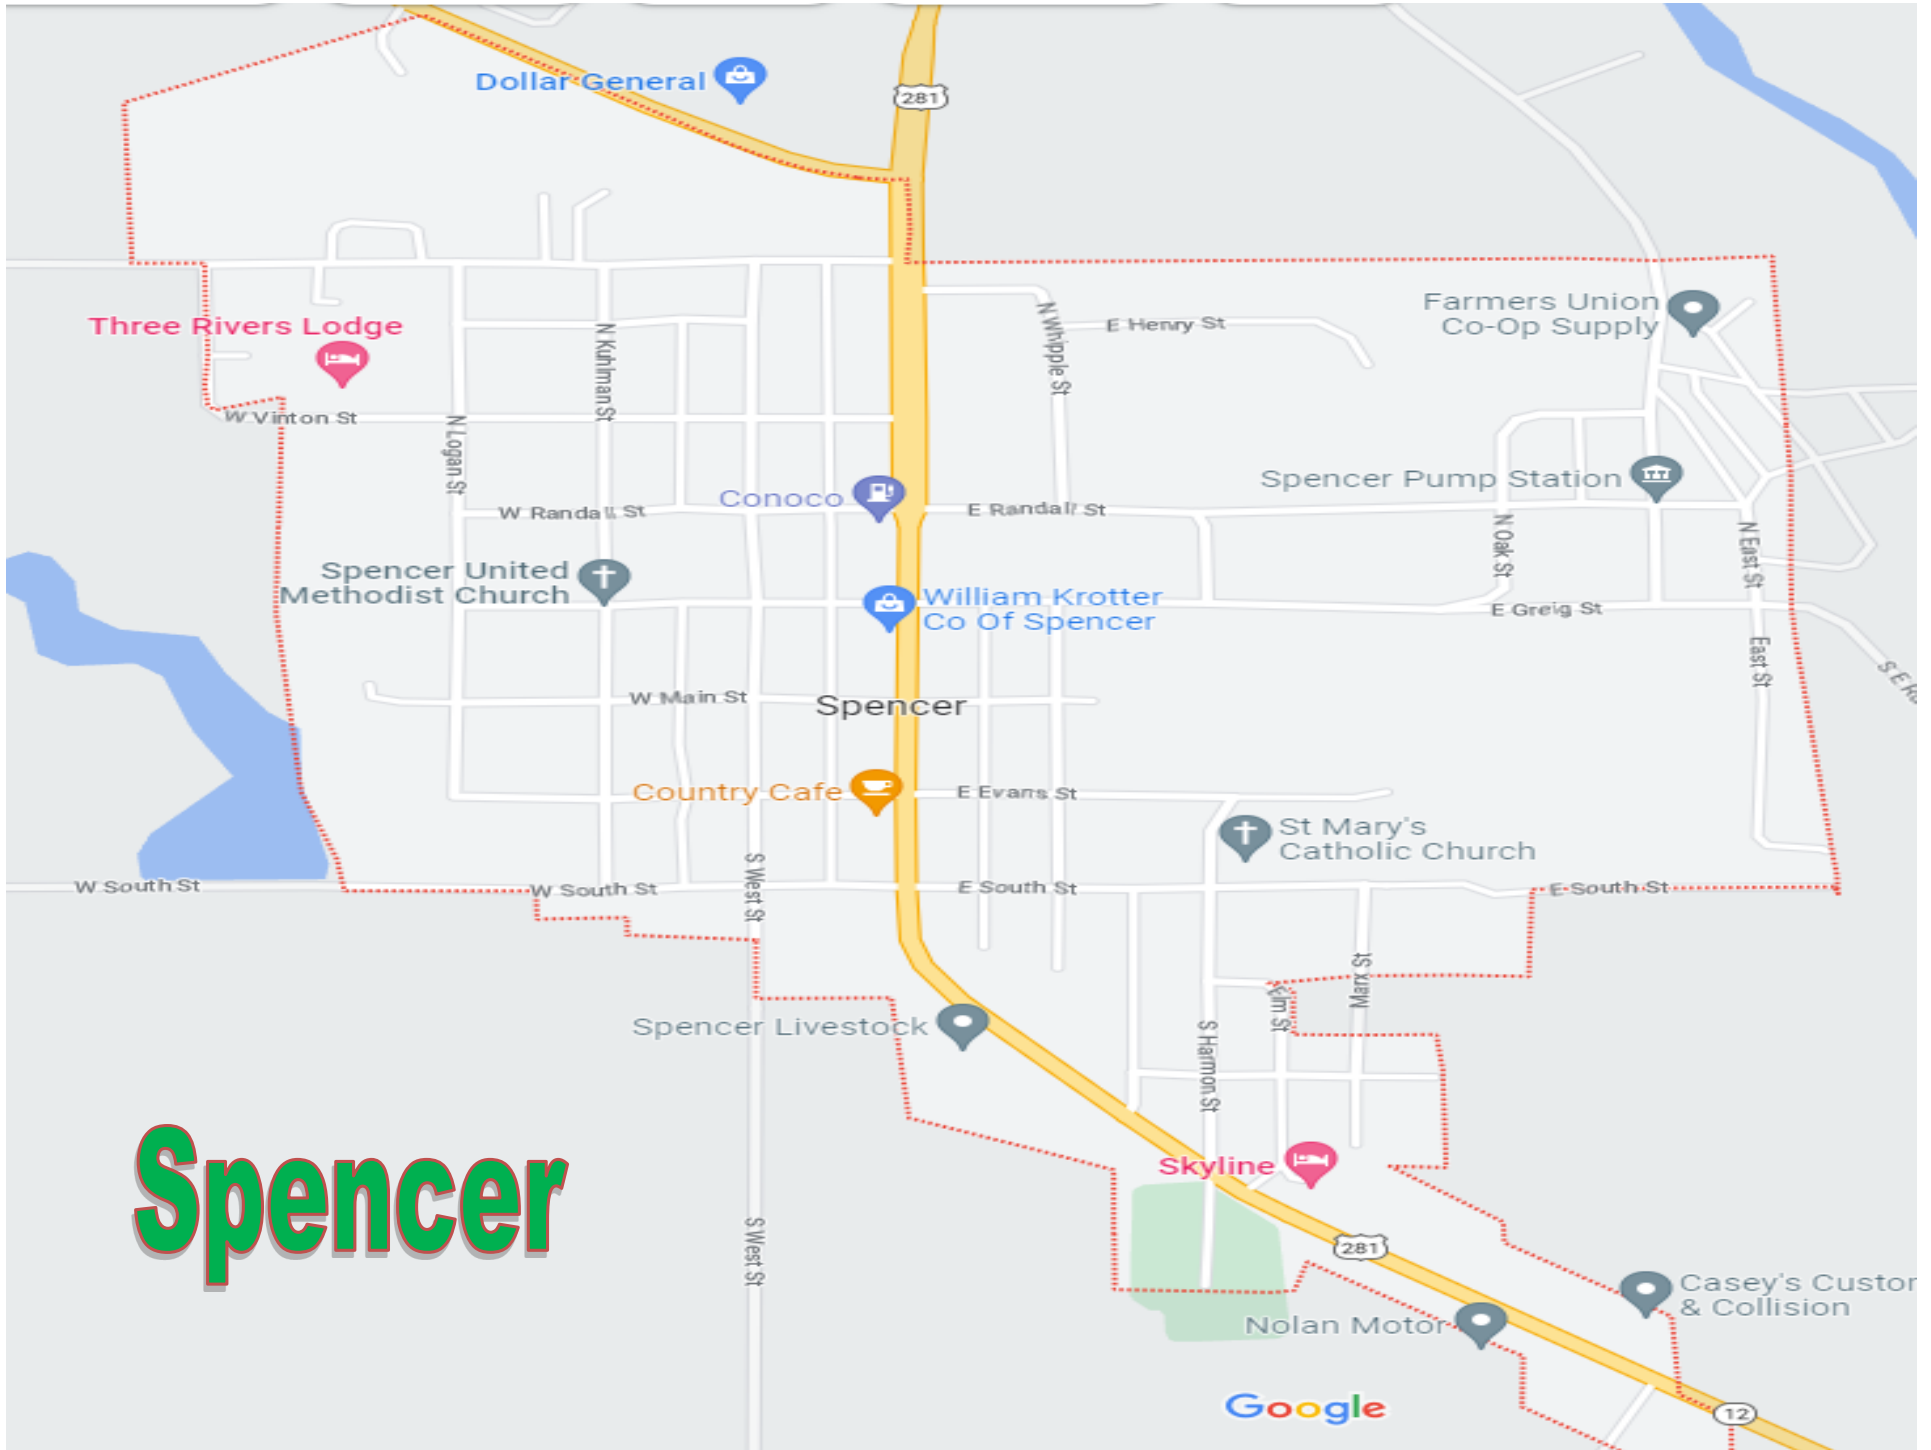 Dollar General
281
Three Rivers Lodge
N Kuhlman St
N Whipple St
E Henry St
Farmers Union
Co-Op Supply
W Vinton St
N Logan St
Conoco
W Randall St
E Randall St
Spencer Pump Station
N Oak St
N East St
Spencer United
Methodist Church
William Krotter
Co Of Spencer
E Greig St
East St
S E
W Main St
Spencer
Country Cafe
E Evans St
St Mary's
Catholic Church
W South St
W South St
S West St
E South St
E South St
Marx St
Elm St
Spencer Livestock
S Harmon St
Spencer
Skyline
S West St
281
Casey's Custo
& Collision
Nolan Motor
Google
12